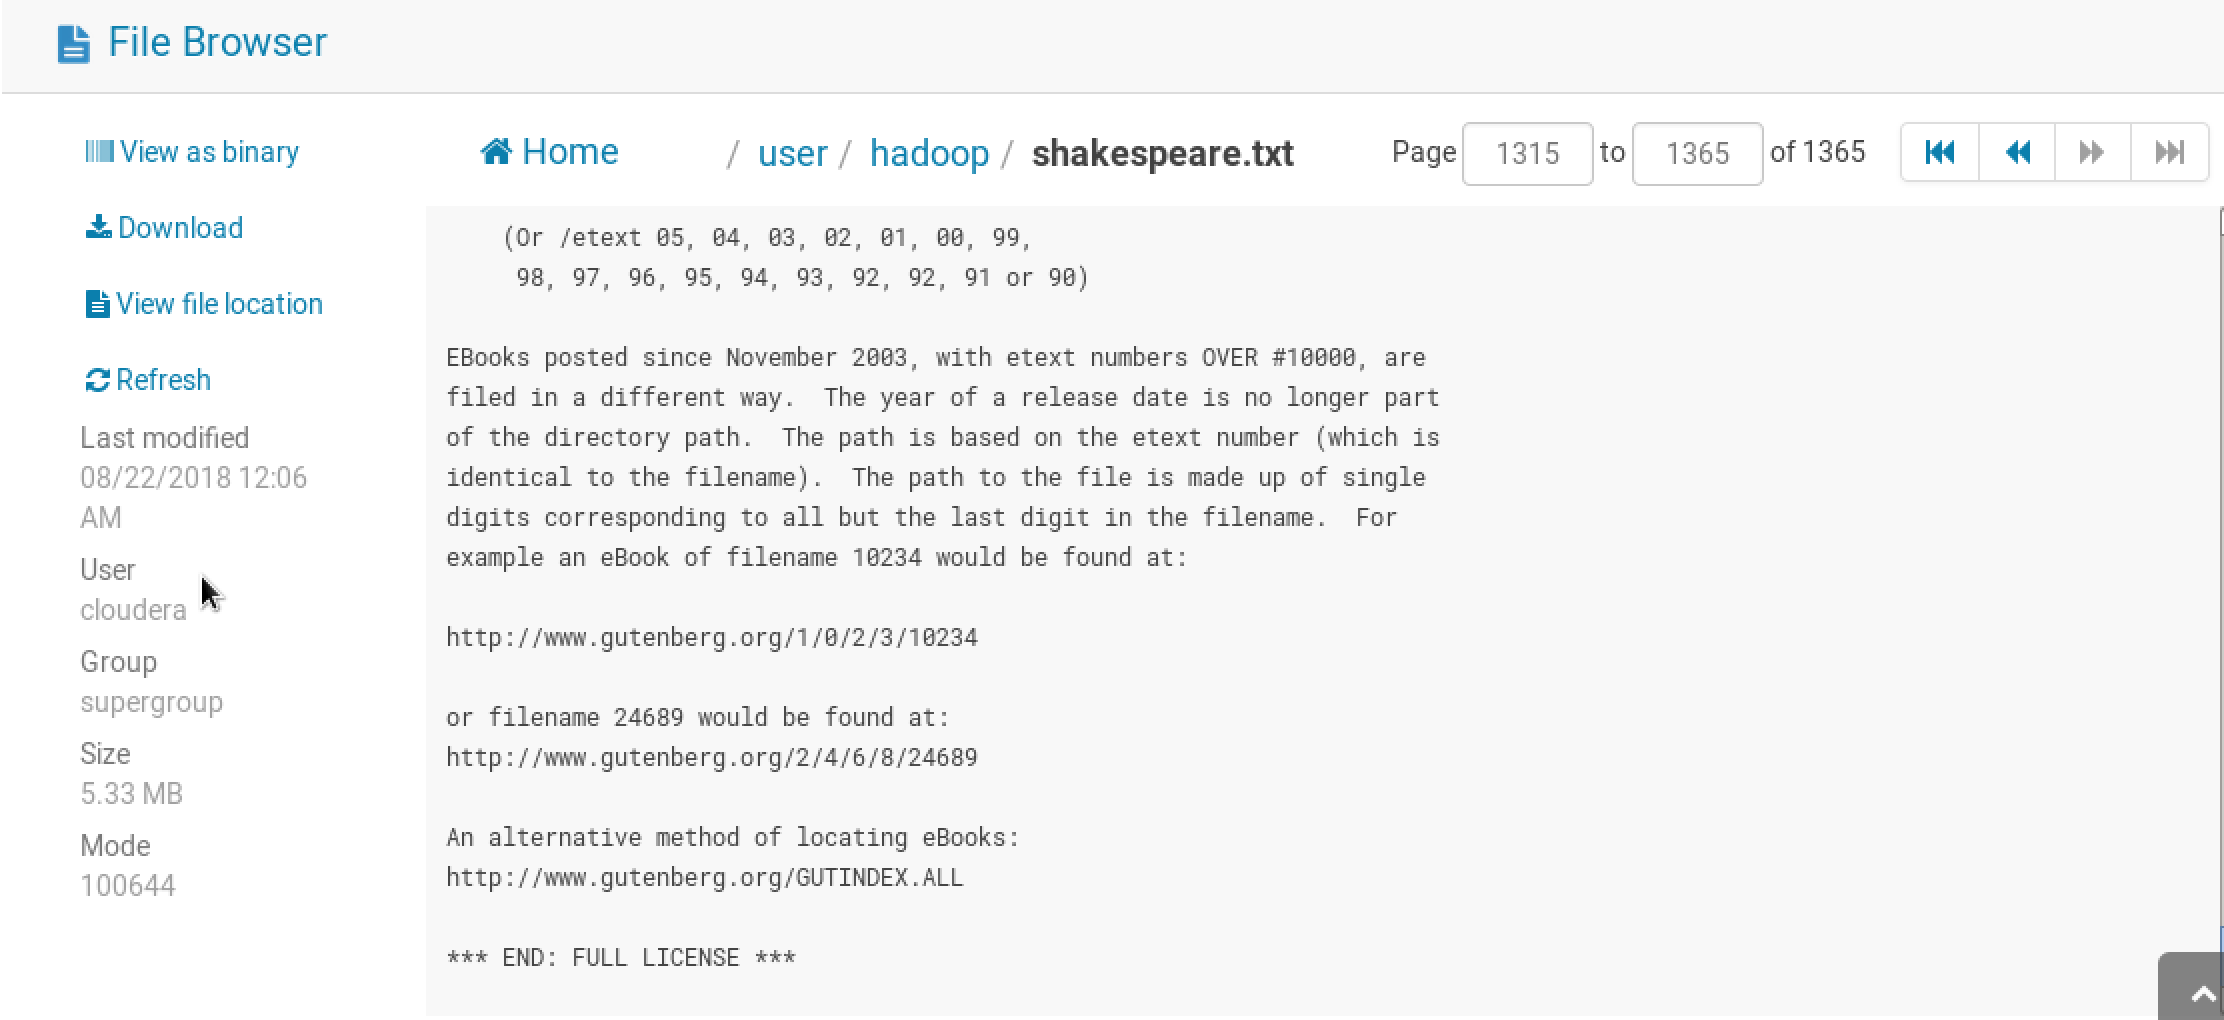 File Browser
View as binary
Download
View file location
Refresh
Last modified
08/22/2018 12:06
AM
User
cloudera
Group
supergroup
Size
5.33 MB
Mode
100644
Home / user / hadoop / shakespeare.txt
Page 1315 to 1365 of 1365
(Or /etext 05, 04, 03, 02, 01, 00, 99,
98, 97, 96, 95, 94, 93, 92, 92, 91 or 90)
EBooks posted since November 2003, with etext numbers OVER #10000, are
filed in a different way.  The year of a release date is no longer part
of the directory path.  The path is based on the etext number (which is
identical to the filename).  The path to the file is made up of single
digits corresponding to all but the last digit in the filename.  For
example an eBook of filename 10234 would be found at:
http://www.gutenberg.org/1/0/2/3/10234
or filename 24689 would be found at:
http://www.gutenberg.org/2/4/6/8/24689
An alternative method of locating eBooks:
http://www.gutenberg.org/GUTINDEX.ALL
*** END: FULL LICENSE ***